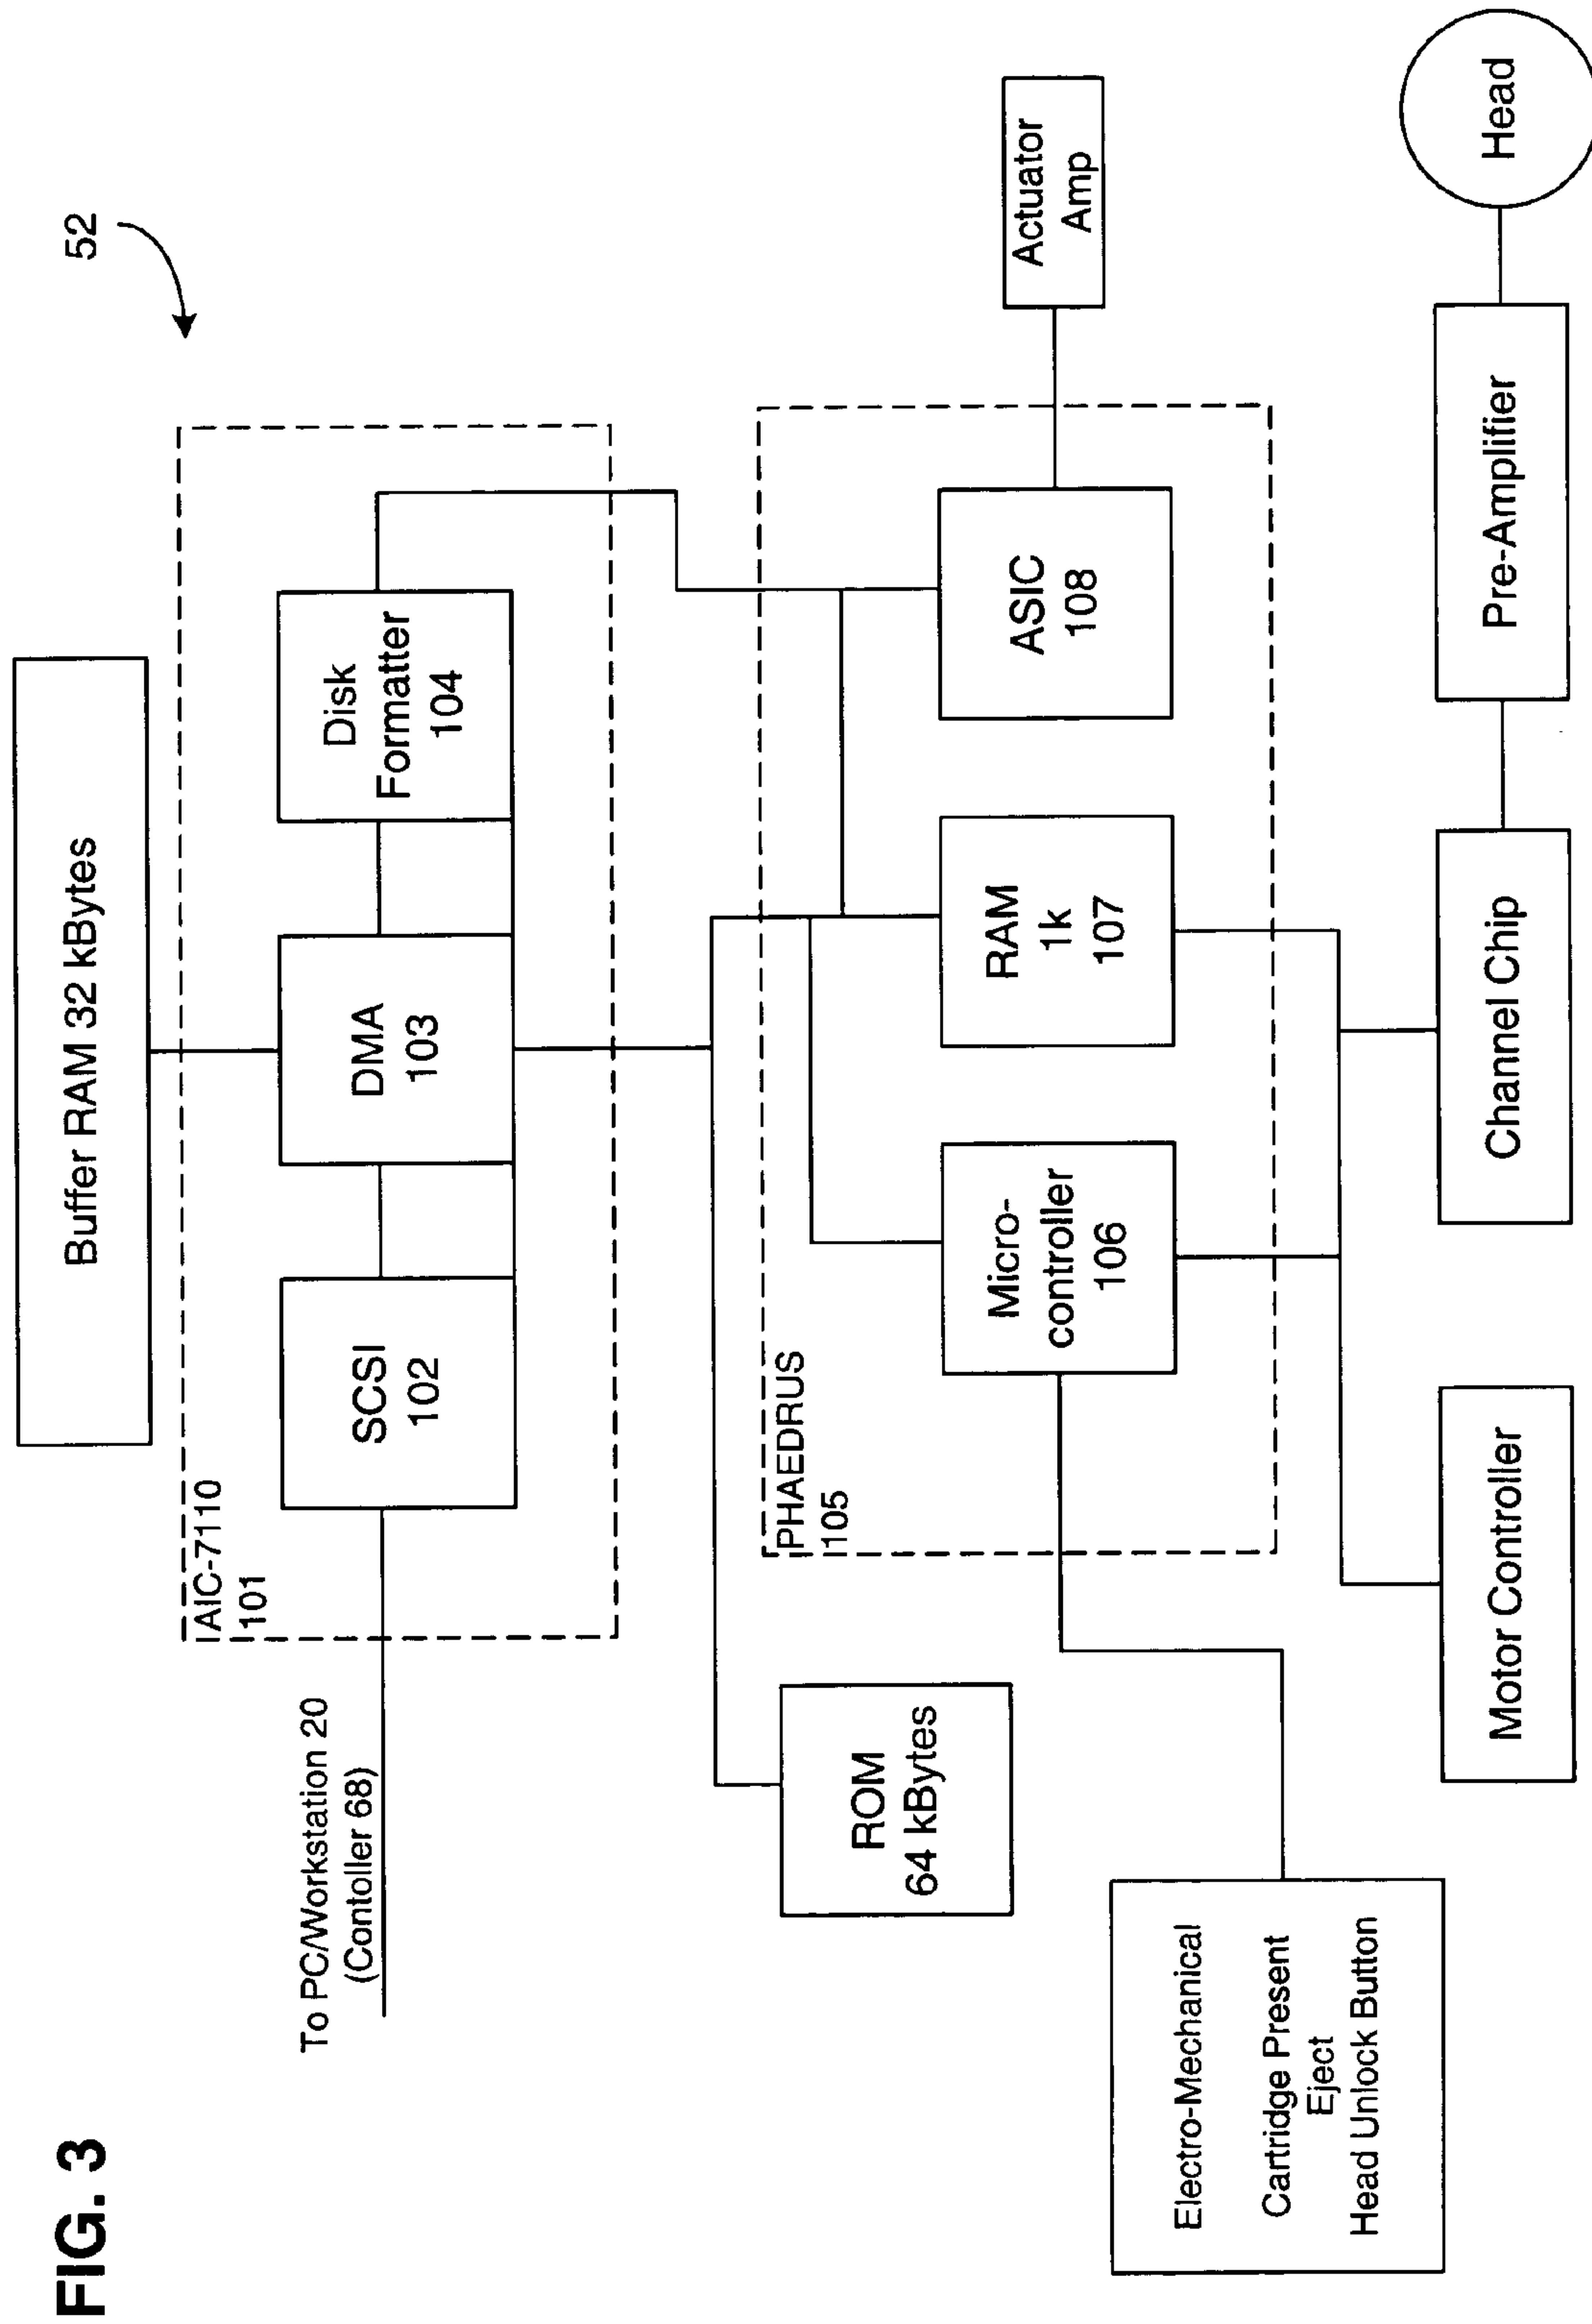 FIG. 3
52
Buffer RAM 32 kBytes
AIC-7110
101
To PC/Workstation 20
(Contoller 68)
SCSI
102
DMA
103
Disk
Formatter
104
PHAEDRUS
105
ROM
64 kBytes
Micro-
controller
106
RAM
1k
107
ASIC
108
Actuator
Amp
Electro-Mechanical
Cartridge Present
Eject
Head Unlock Button
Motor Controller
Channel Chip
Pre-Amplifier
Head